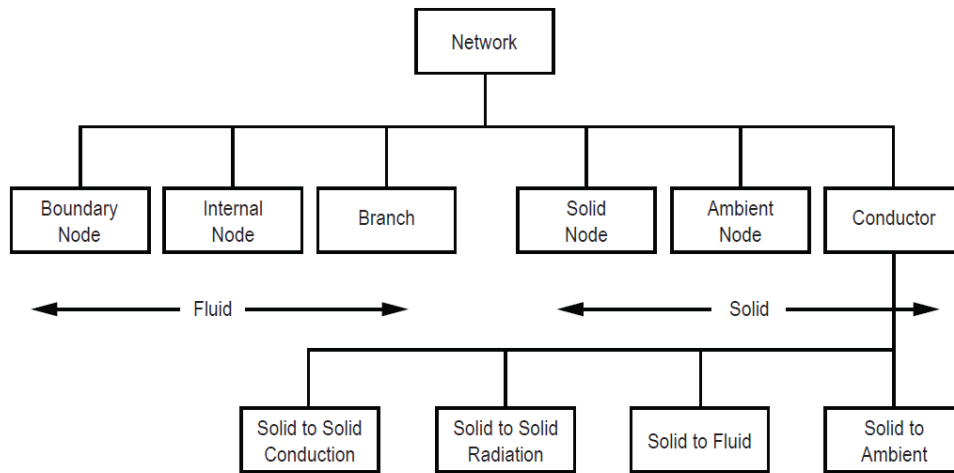 Network
Boundary
Node
Internal
Node
Branch
Solid
Node
Ambient
Node
Conductor
Fluid
Solid
Solid to Solid
Conduction
Solid to Solid
Radiation
Solid to Fluid
Solid to
Ambient